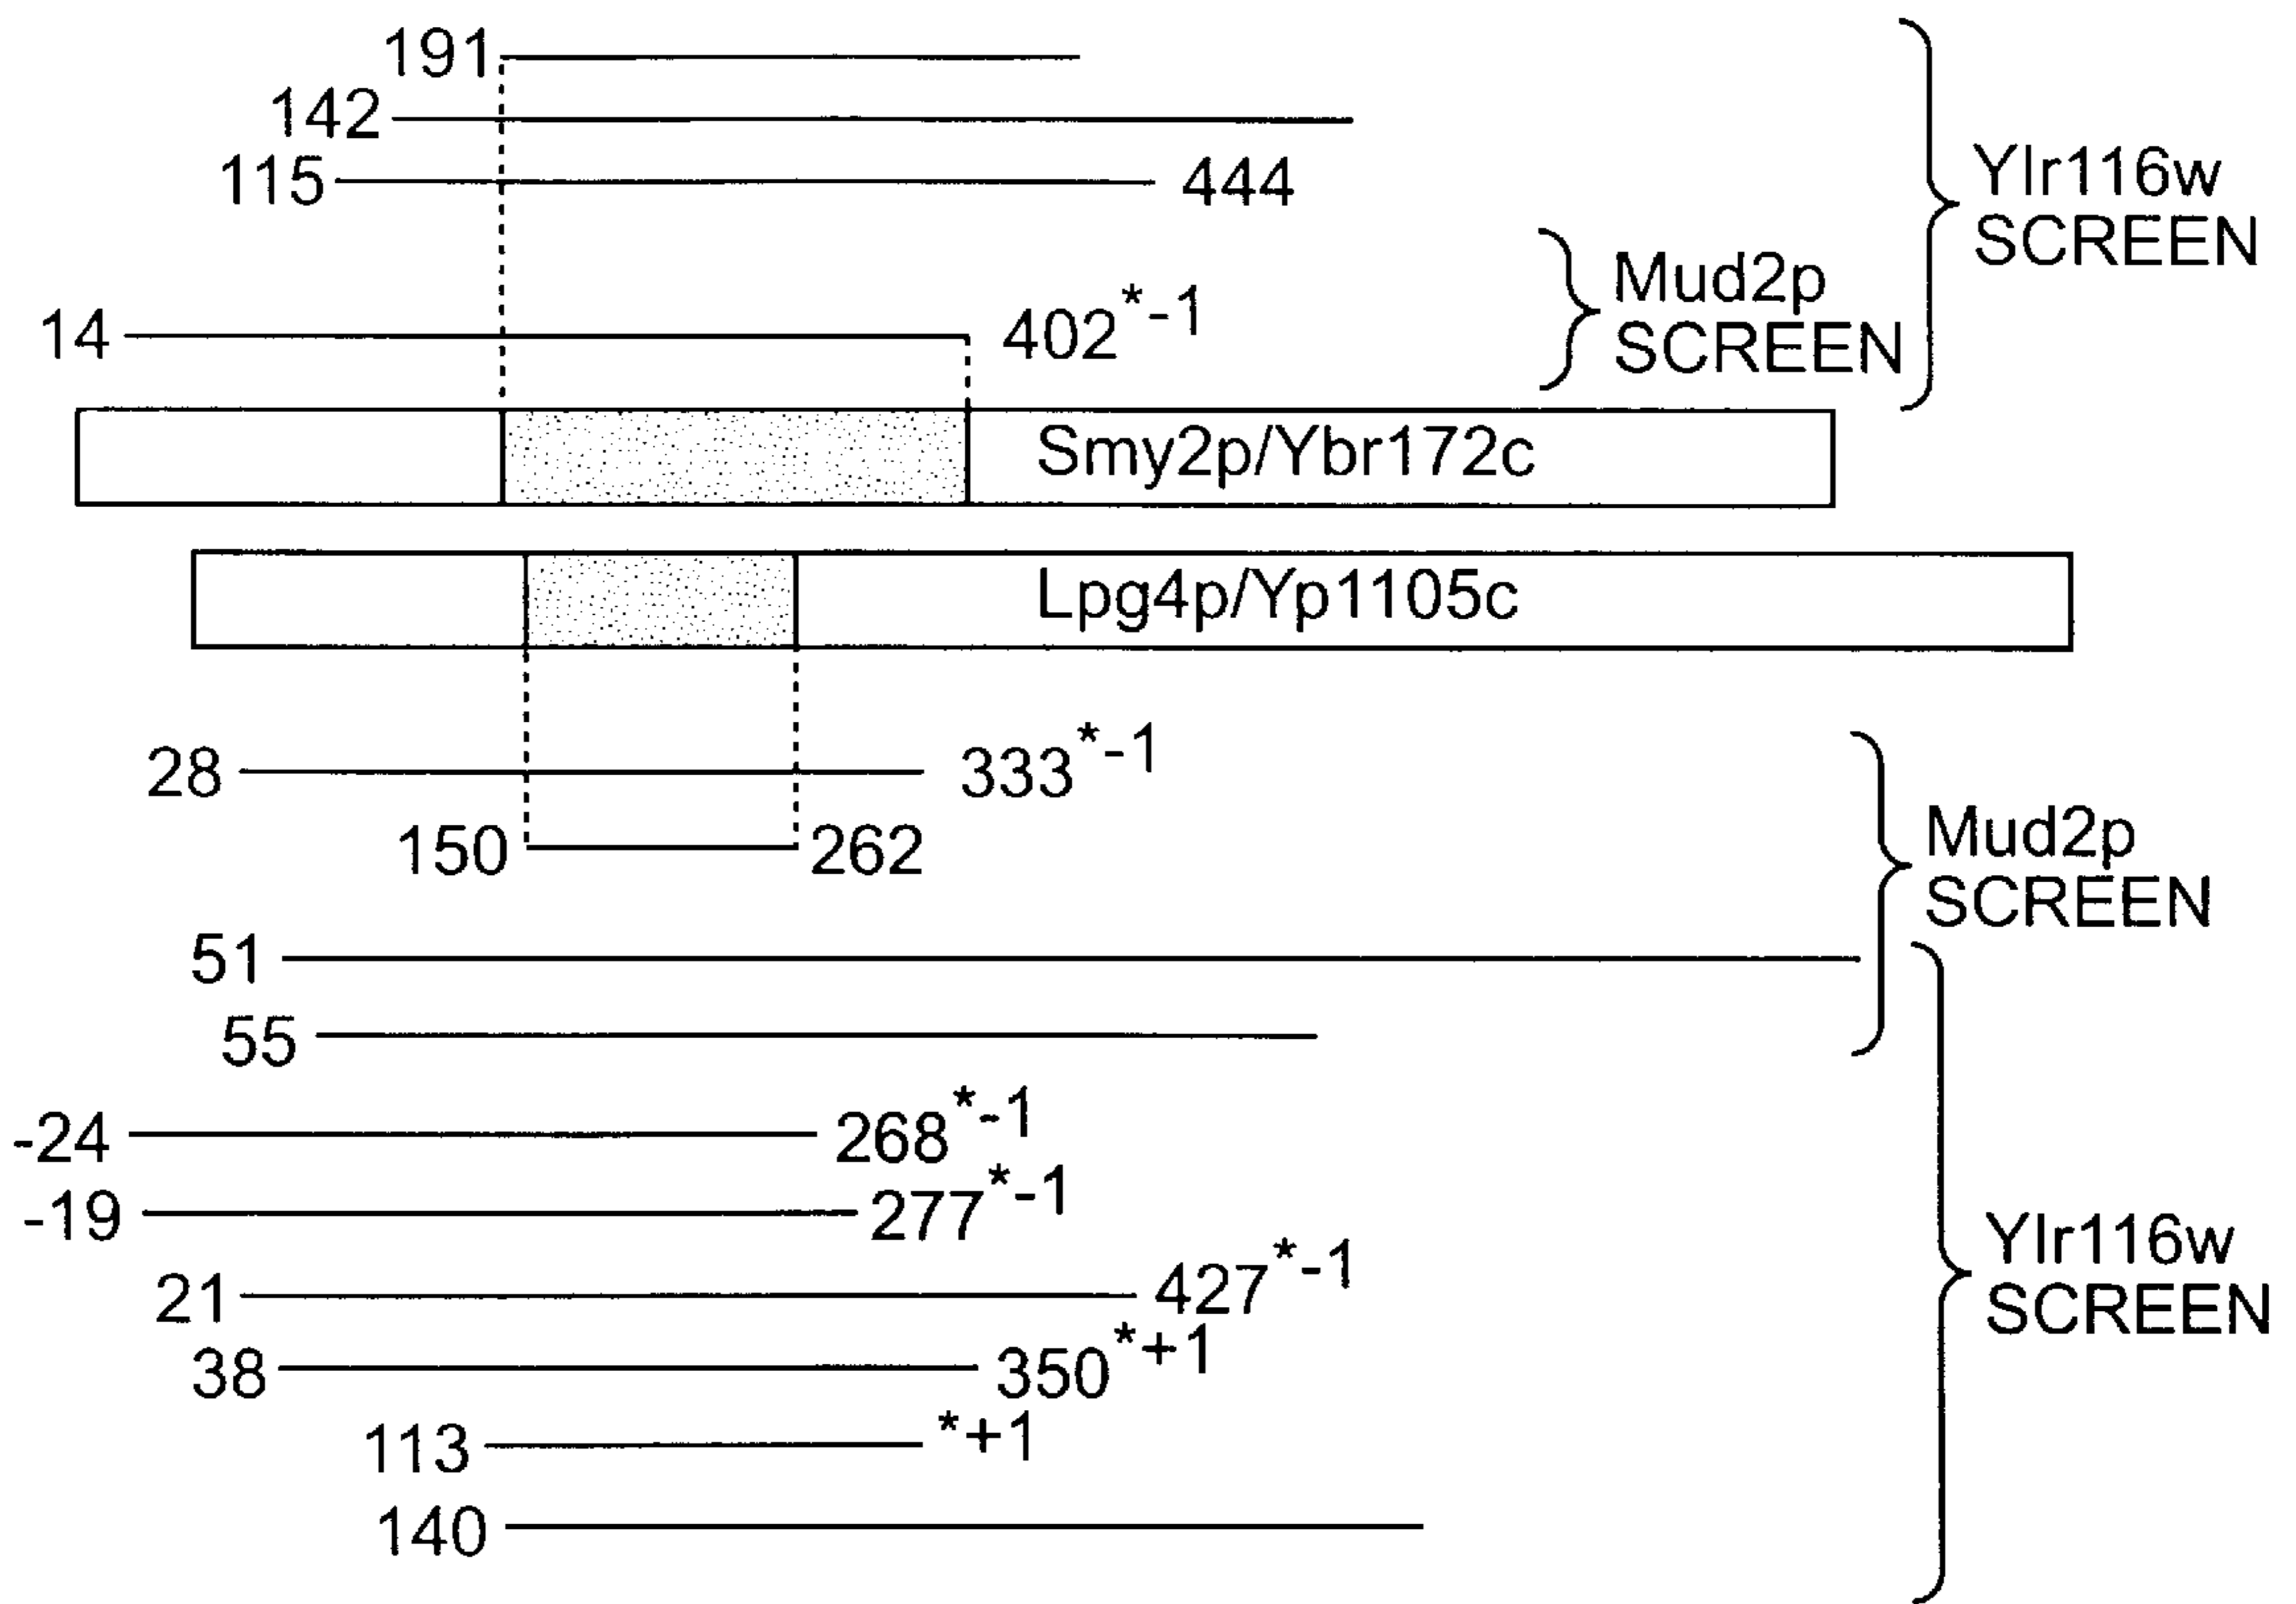 191
142
115 444
Ylr116w
SCREEN
Mud2p
SCREEN
14 402*-1
Smy2p/Ybr172c
Lpg4p/Yp1105c
28 333*-1
150 262
Mud2p
SCREEN
51
55
-24 268*-1
-19 277*-1
21 427*-1
Ylr116w
SCREEN
38 350*+1
113 *+1
140